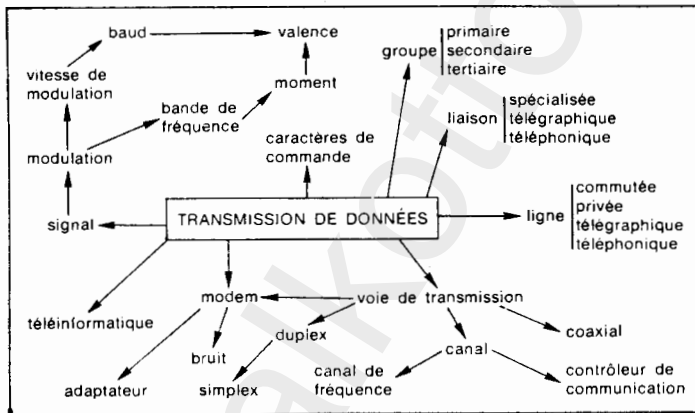 baud
valence
groupe
primaire
secondaire
tertiaire
vitesse de
modulation
moment
bande de
fréquence
liaison
spécialisée
télégraphique
téléphonique
modulation
caractères de
commande
signal
TRANSMISSION DE DONNÉES
ligne
commutée
privée
télégraphique
téléphonique
modem
voie de transmission
téléinformatique
duplex
coaxial
bruit
canal
adaptateur
simplex
canal de
fréquence
contrôleur de
communication